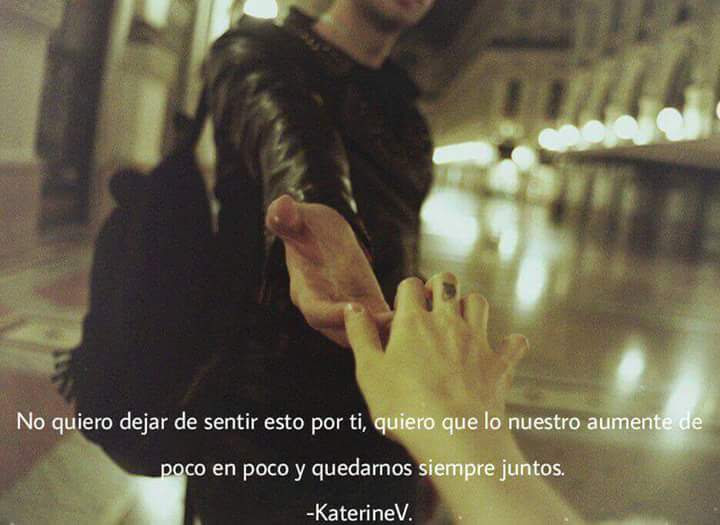 No quiero dejar de sentir esto por ti, quiero que lo nuestro aumente de
poco en poco y quedarnos siempre juntos.
-KaterineV.